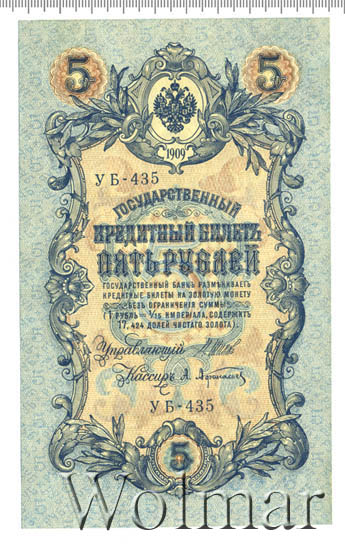 5 5
1909
УБ-435
ГОСУДАРСТВЕННЫЙ
КРЕДИТНЫЙ БИЛЕТЪ
ПЯТЬ РУБЛЕЙ
ГОСУДАРСТВЕННЫЙ БАНКЪ РАЗМѢНИВАЕТЪ
КРЕДИТНЫЕ БИЛЕТЫ НА ЗОЛОТУЮ МОНЕТУ
БЕЗЪ ОГРАНИЧЕНІЯ СУММЫ
(1 РУБЛЬ = 1/15 ИМПЕРІАЛА, СОДЕРЖИТЪ
17,424 ДОЛЕЙ ЧИСТАГО ЗОЛОТА).
Управляющій
Кассиръ
УБ-435
5
Wolmar